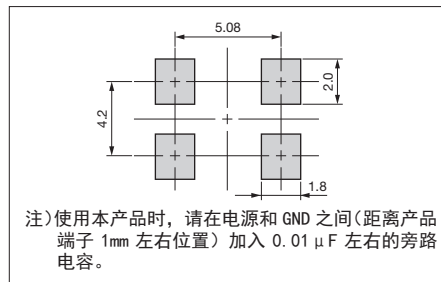 5.08
4.2
2.0
1.8
注)使用本产品时, 请在电源和 GND 之间(距离产品
端子 1mm 左右位置) 加入 0.01 μF 左右的旁路
电容。